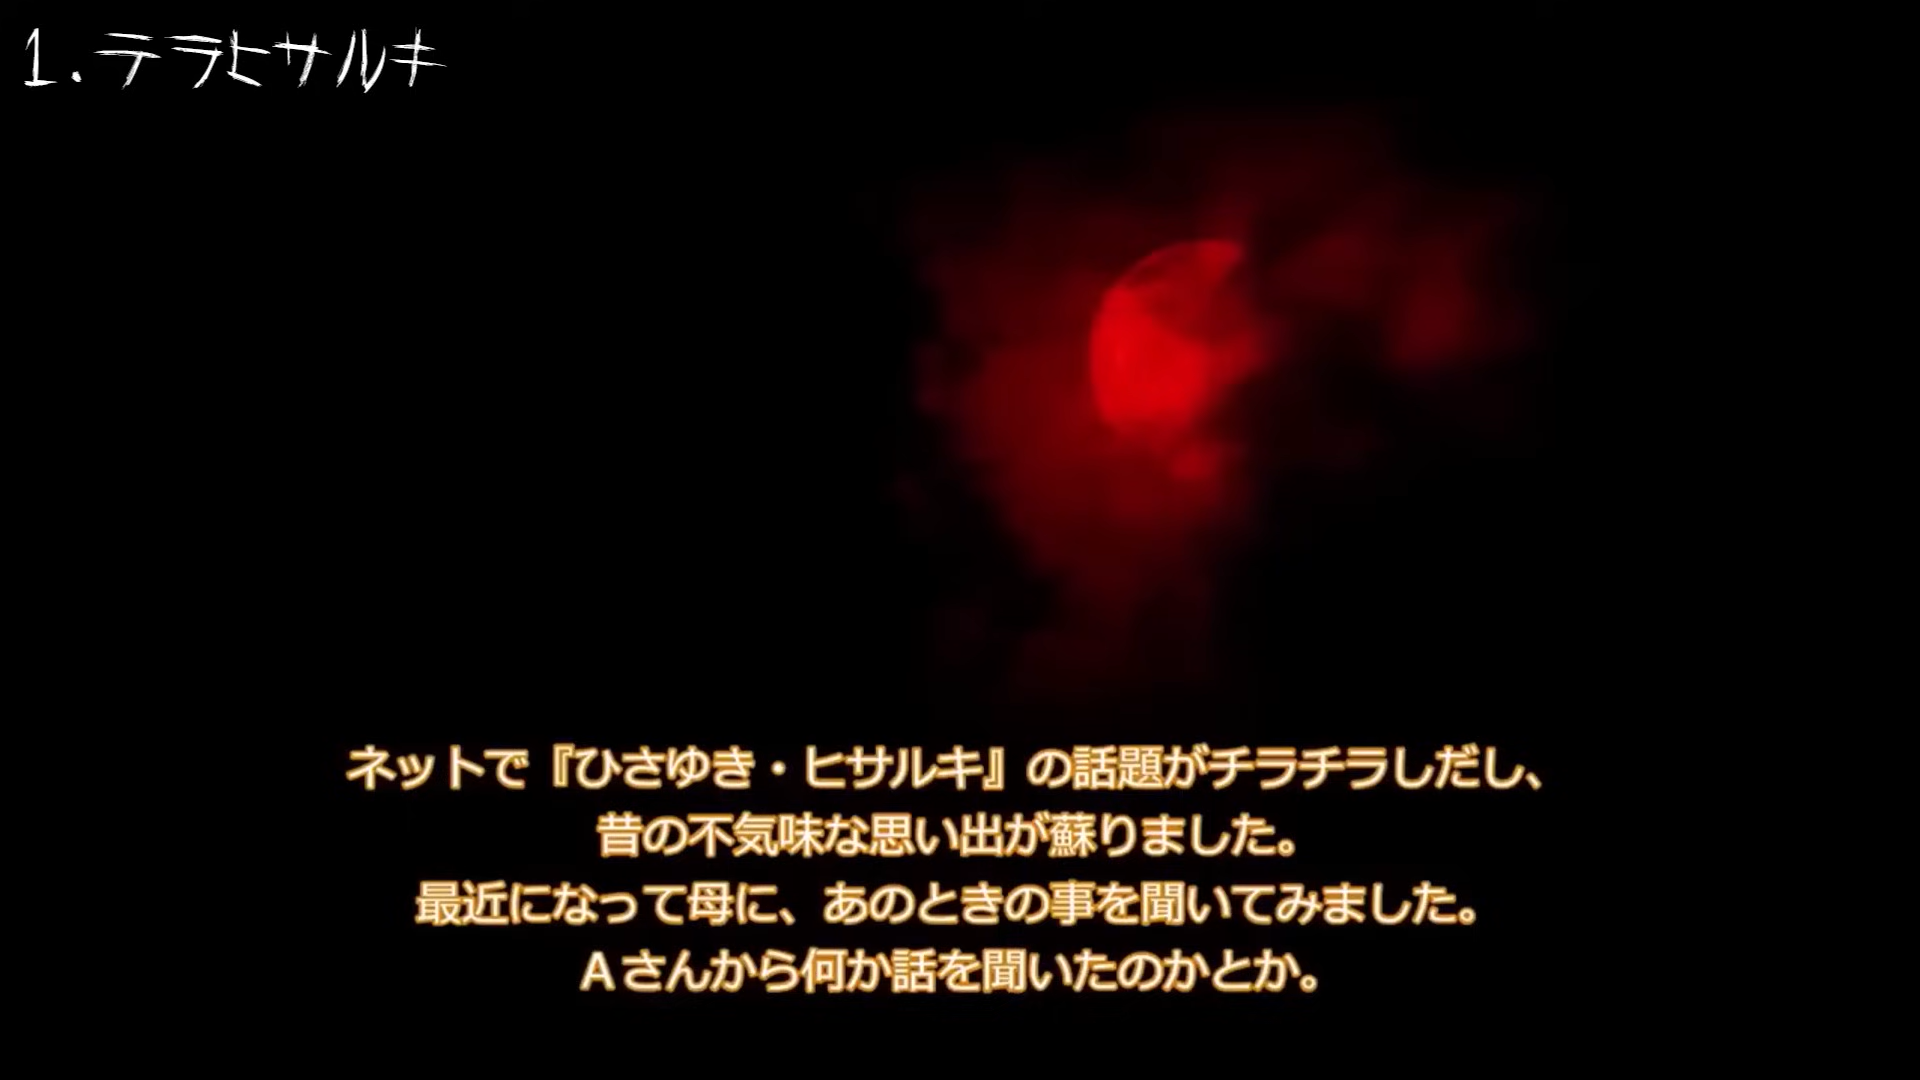 1.テラヒサルキ
ネットで『ひさゆき・ヒサルキ』の話題がチラチラしだし、
昔の不気味な思い出が蘇りました。
最近になって母に、あのときの事を聞いてみました。
Ａさんから何か話を聞いたのかとか。